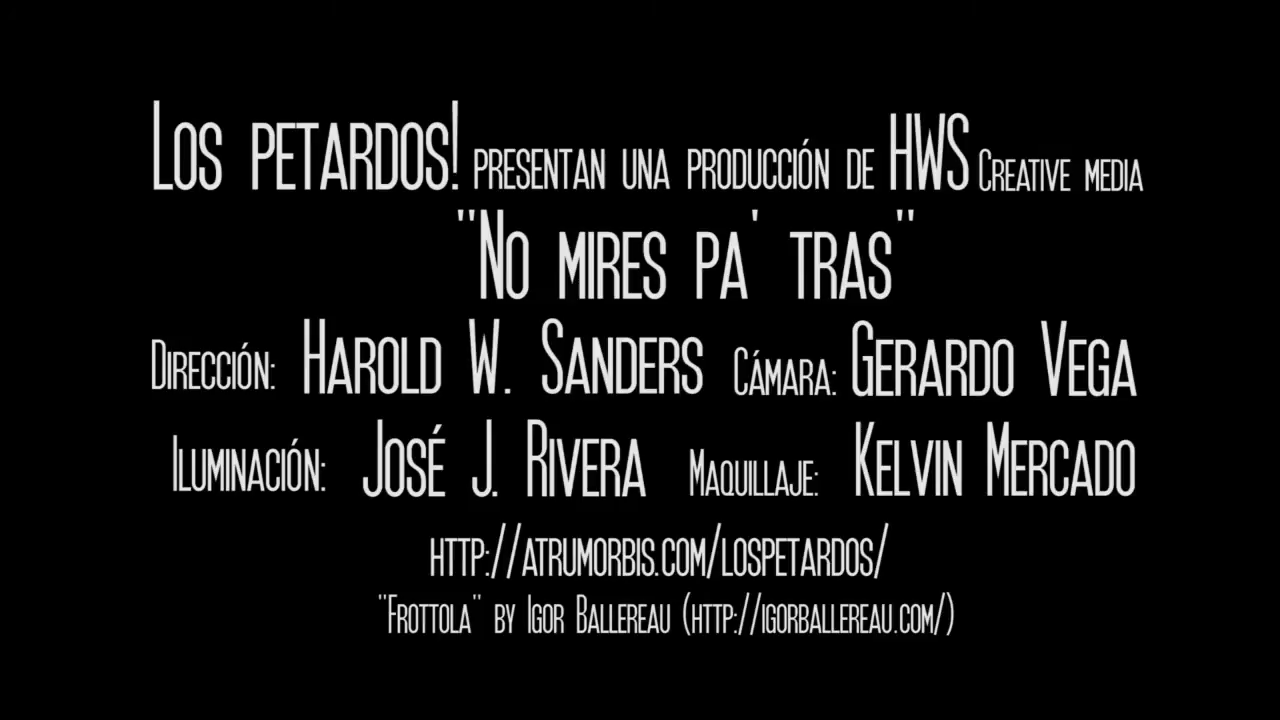 Los petardos! presentan una producción de HWS Creative media
"No mires pa' tras"
Dirección: Harold W. Sanders Cámara: Gerardo Vega
Iluminación: José J. Rivera Maquillaje: Kelvin Mercado
http://atrumorbis.com/lospetardos/
"Frottola" by Igor Ballereau (http://igorballereau.com/)